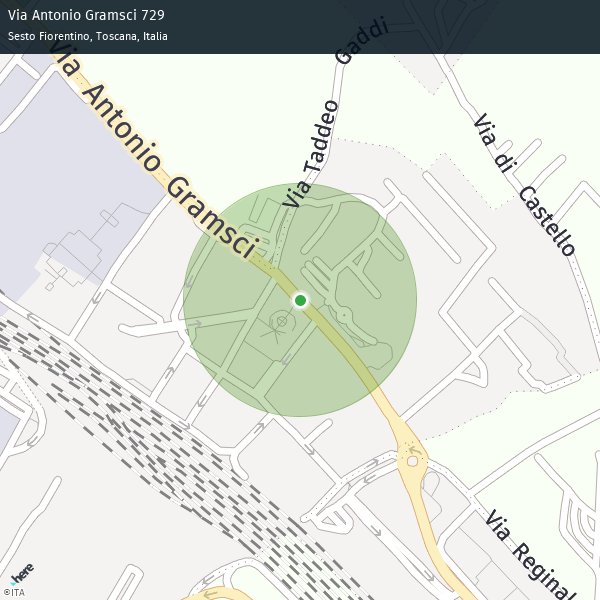 Via Antonio Gramsci 729
Sesto Fiorentino, Toscana, Italia
Via Antonio Gramsci
Via Taddeo Gaddi
Via di Castello
Via Reginal
here
©ITA